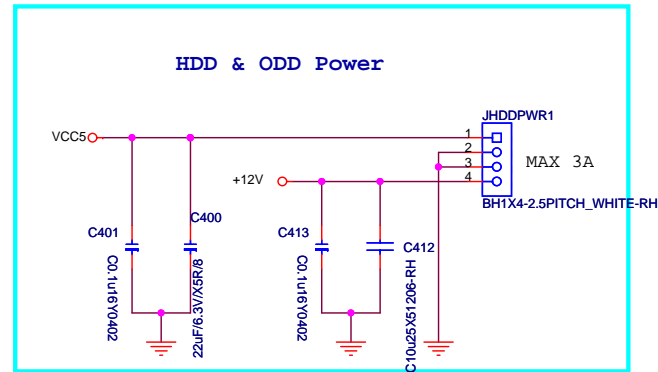 HDD & ODD Power
JHDDPWR1
VCC5
1
2
3
4
MAX 3A
+12V
BH1X4-2.5PITCH_WHITE-RH
C401
C0.1u16Y0402
C400
22uF/6.3V/X5R/8
C413
C0.1u16Y0402
C412
C10u25X51206-RH